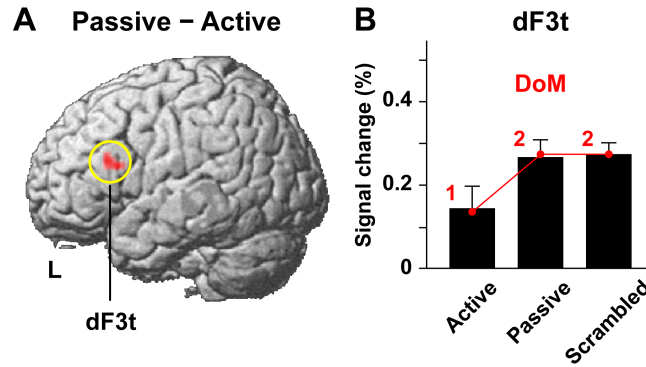 A
Passive − Active
L
dF3t
B
dF3t
DoM
Signal change (%)
0.4
0.2
0
1
2
2
Active
Passive
Scrambled